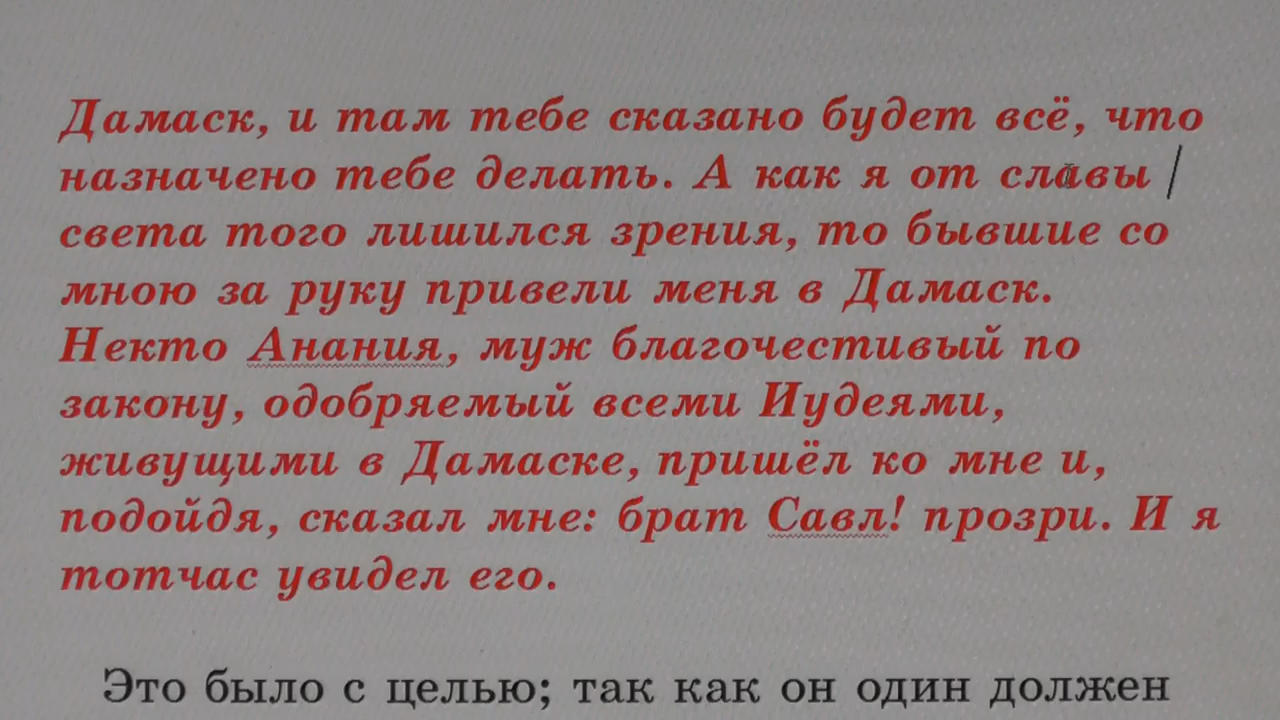 Дамаск, и там тебе сказано будет всё, что
назначено тебе делать. А как я от славы
света того лишился зрения, то бывшие со
мною за руку привели меня в Дамаск.
Некто Анания, муж благочестивый по
закону, одобряемый всеми Иудеями,
живущими в Дамаске, пришёл ко мне и,
подойдя, сказал мне: брат Савл! прозри. И я
тотчас увидел его.
Это было с целью; так как он один должен